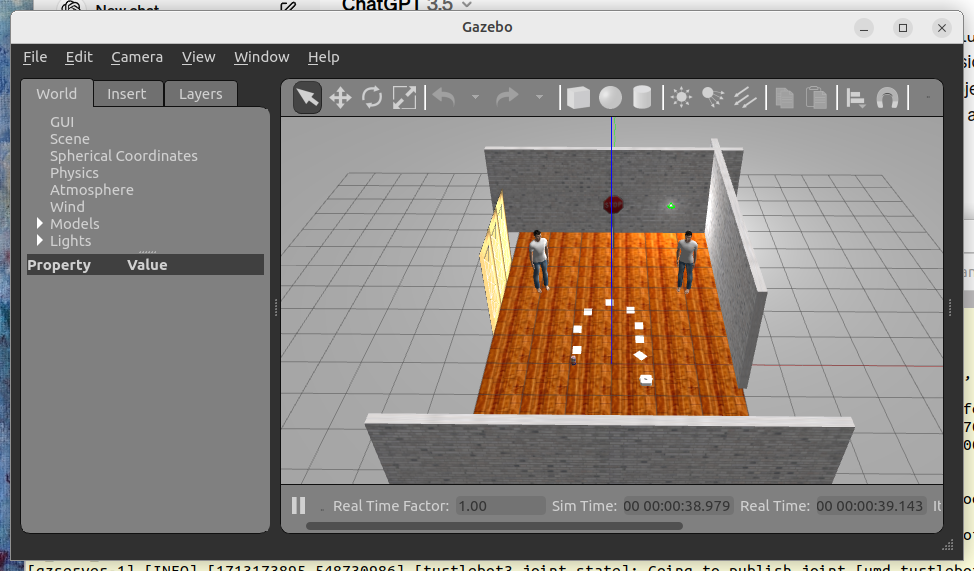 New chat
ChatGPT 3.5
Gazebo
File Edit Camera View Window Help
World Insert Layers
GUI
Scene
Spherical Coordinates
Physics
Atmosphere
Wind
Models
Lights
Property Value
STOP
Real Time Factor: 1.00 Sim Time: 00 00:00:38.979 Real Time: 00 00:00:39.143 It
[gzserver-1] [INFO] [1713173895.548730986] [turtlebot3_joint_state]: Going to publish joint [